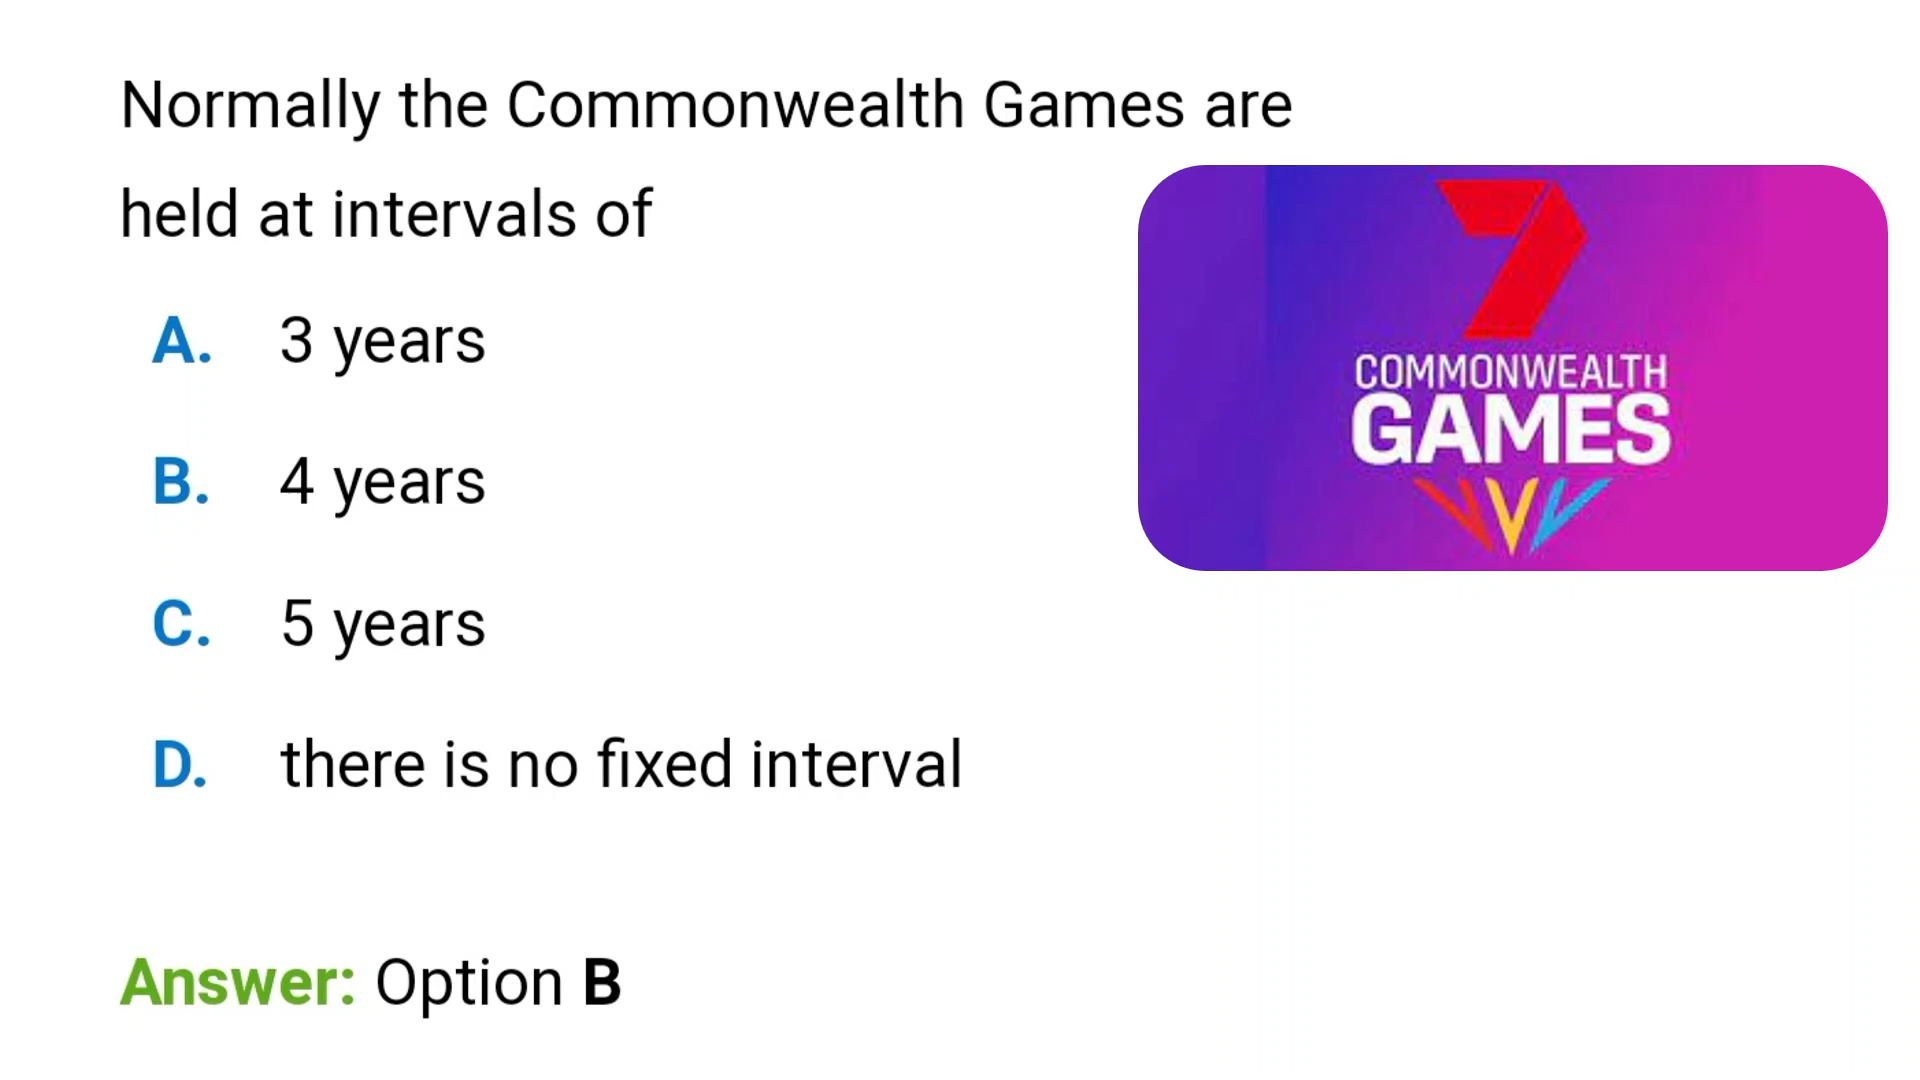 Normally the Commonwealth Games are
held at intervals of
A. 3 years
B. 4 years
C. 5 years
D. there is no fixed interval
7
COMMONWEALTH
GAMES
Answer: Option B